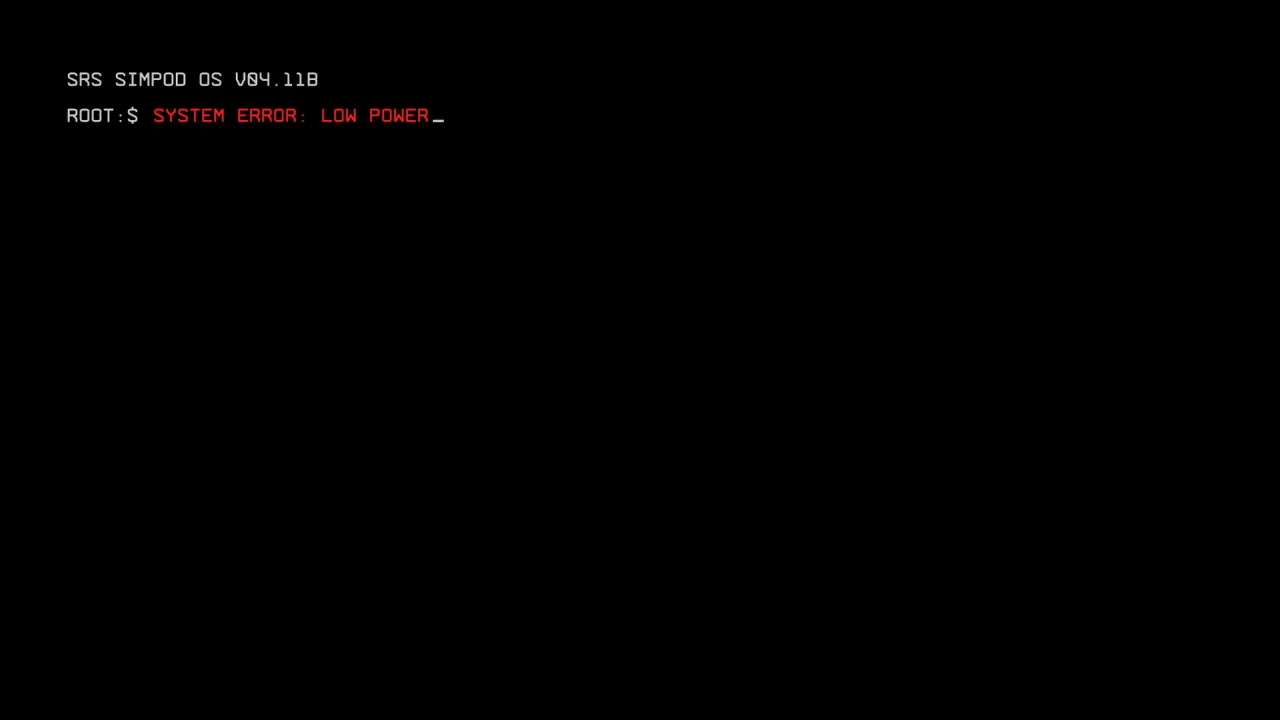 SRS SIMPOD OS V04.11B
ROOT:$ SYSTEM ERROR: LOW POWER_